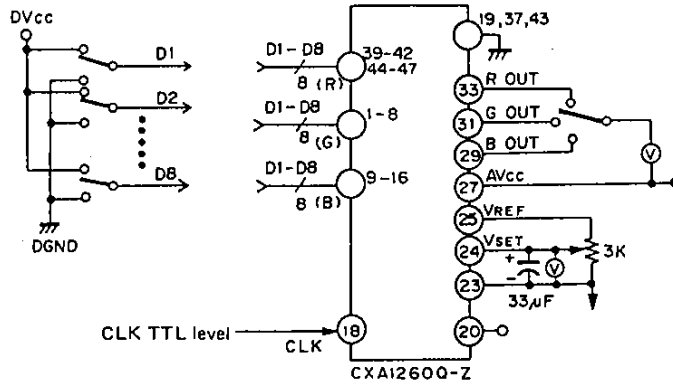 DVcc
D1
D2
D8
DGND
D1-D8
8 (R)
39-42
44-47
D1-D8
8 (G)
1-8
D1-D8
8 (B)
9-16
CLK TTL level
CLK
18
19,37,43
33
R OUT
31
G OUT
29
B OUT
27
AVcc
V
25
VREF
24
VSET
3K
+
V
-
33µF
23
20
CXA1260Q-Z